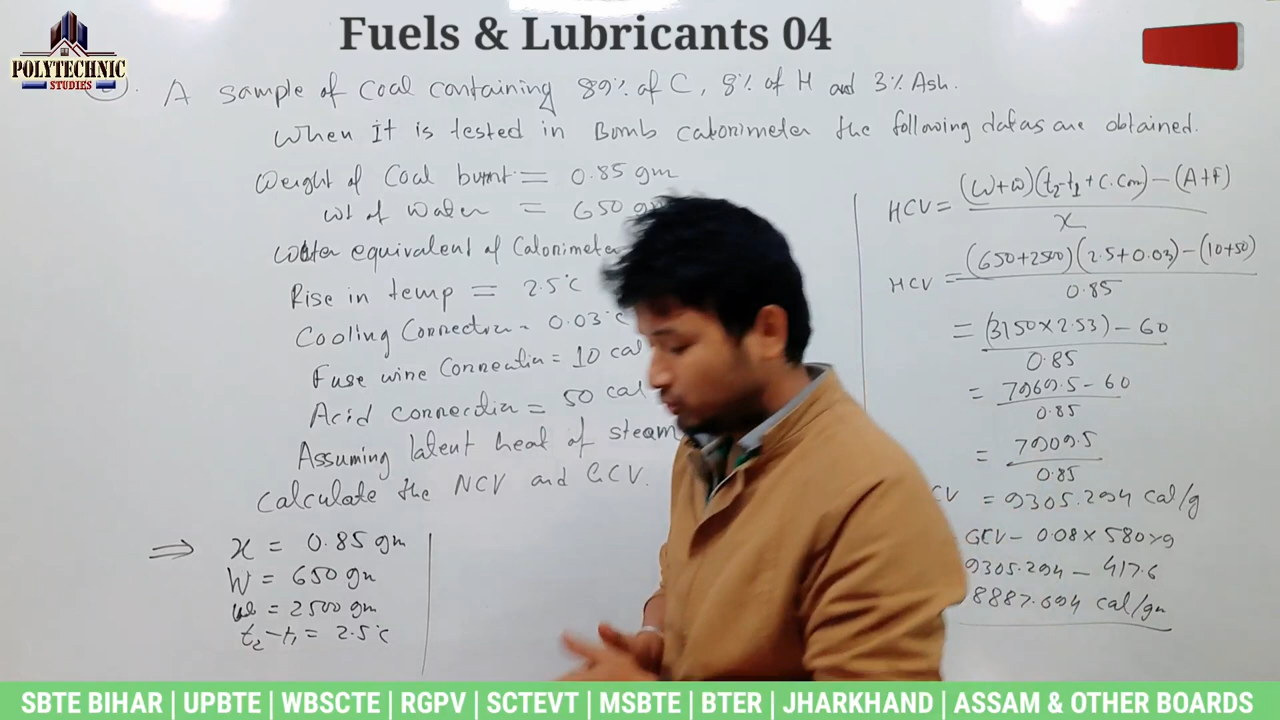 Fuels & Lubricants 04
POLYTECHNIC
STUDIES
A sample of Coal containing 89% of C, 8% of H and 3% Ash.
When It is tested in Bomb calorimeter the following datas are obtained.
Weight of Coal burnt = 0.85 gm
wt of water = 650 gm
Water equivalent of Calorimeter
Rise in temp = 2.5°c
Cooling Connection = 0.03°c
Fuse wire Connection = 10 cal
Acid connection = 50 cal
Assuming latent heat of steam
Calculate the NCV and GCV.
⇒ x = 0.85 gm
W = 650 gm
= 2500 gm
t₂-t₁ = 2.5°c
HCV = (W+w)(t₂-t₁+C.Corr) - (A+F)
x
HCV = (650+2500)(2.5+0.03) - (10+50)
0.85
= (3150×2.53) - 60
0.85
= 7969.5 - 60
0.85
= 7909.5
0.85
CV = 9305.294 cal/g
GCV - 0.08×580×9
9305.294 - 417.6
8887.694 cal/gm
SBTE BIHAR | UPBTE | WBSCTE | RGPV | SCTEVT | MSBTE | BTER | JHARKHAND | ASSAM & OTHER BOARDS